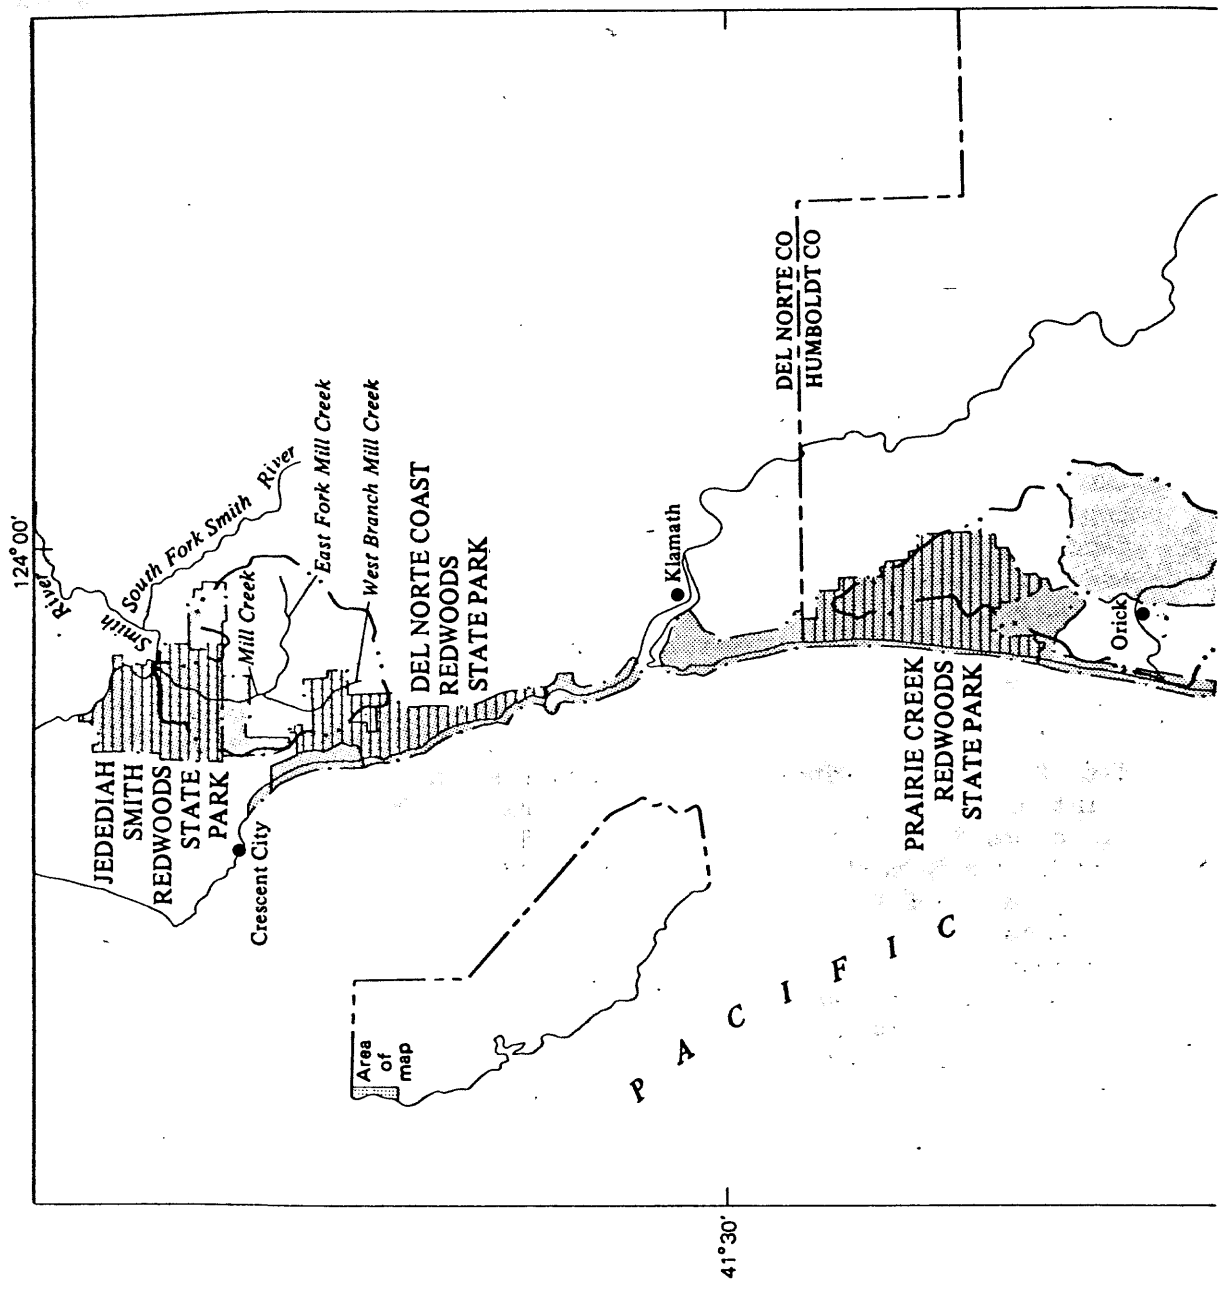 124°00'
River
Smith
South Fork Smith River
Mill Creek
East Fork Mill Creek
West Branch Mill Creek
JEDEDIAH
SMITH
REDWOODS
STATE
PARK
Crescent City
DEL NORTE COAST
REDWOODS
STATE PARK
Klamath
DEL NORTE CO
HUMBOLDT CO
PRAIRIE CREEK
REDWOODS
STATE PARK
Orick
Area
of
map
PACIFIC
41°30'